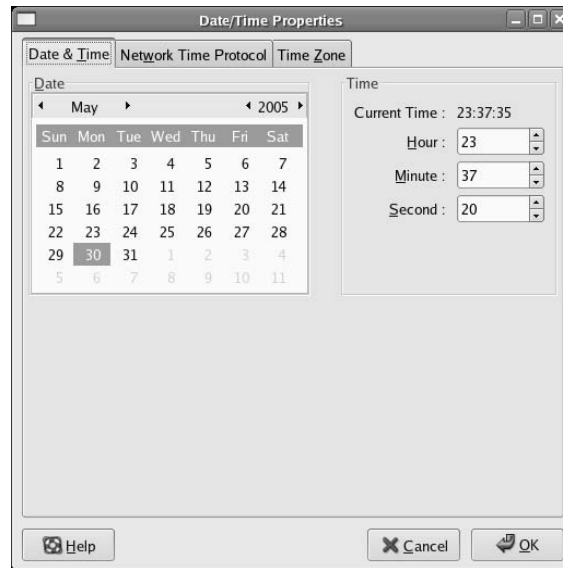 Date/Time Properties
Date & Time Network Time Protocol Time Zone
Date
May 2005
Sun Mon Tue Wed Thu Fri Sat
1 2 3 4 5 6 7
8 9 10 11 12 13 14
15 16 17 18 19 20 21
22 23 24 25 26 27 28
29 30 31 1 2 3 4
5 6 7 8 9 10 11
Time
Current Time : 23:37:35
Hour : 23
Minute : 37
Second : 20
Help Cancel OK